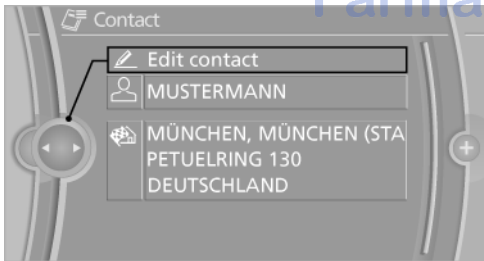 Contact
Edit contact
MUSTERMANN
MÜNCHEN, MÜNCHEN (STA
PETUELRING 130
DEUTSCHLAND